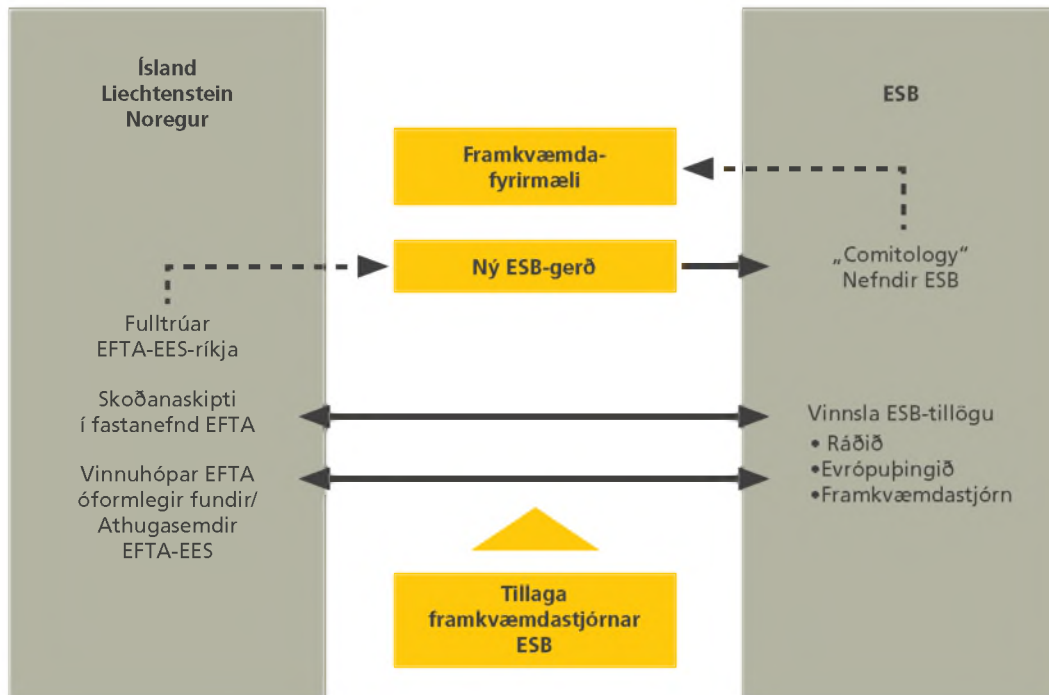 Ísland
Liechtenstein
Noregur
Fulltrúar
EFTA-EES-ríkja
Skoðanaskipti
í fastanefnd EFTA
Vinnuhópar EFTA
óformlegir fundir/
Athugasemdir
EFTA-EES
Framkvæmda-
fyrirmæli
Ný ESB-gerð
Tillaga
framkvæmdastjórnar
ESB
ESB
„Comitology“
Nefndir ESB
Vinnsla ESB-tillögu
• Ráðið
•Evrópuþingið
•Framkvæmdastjórn